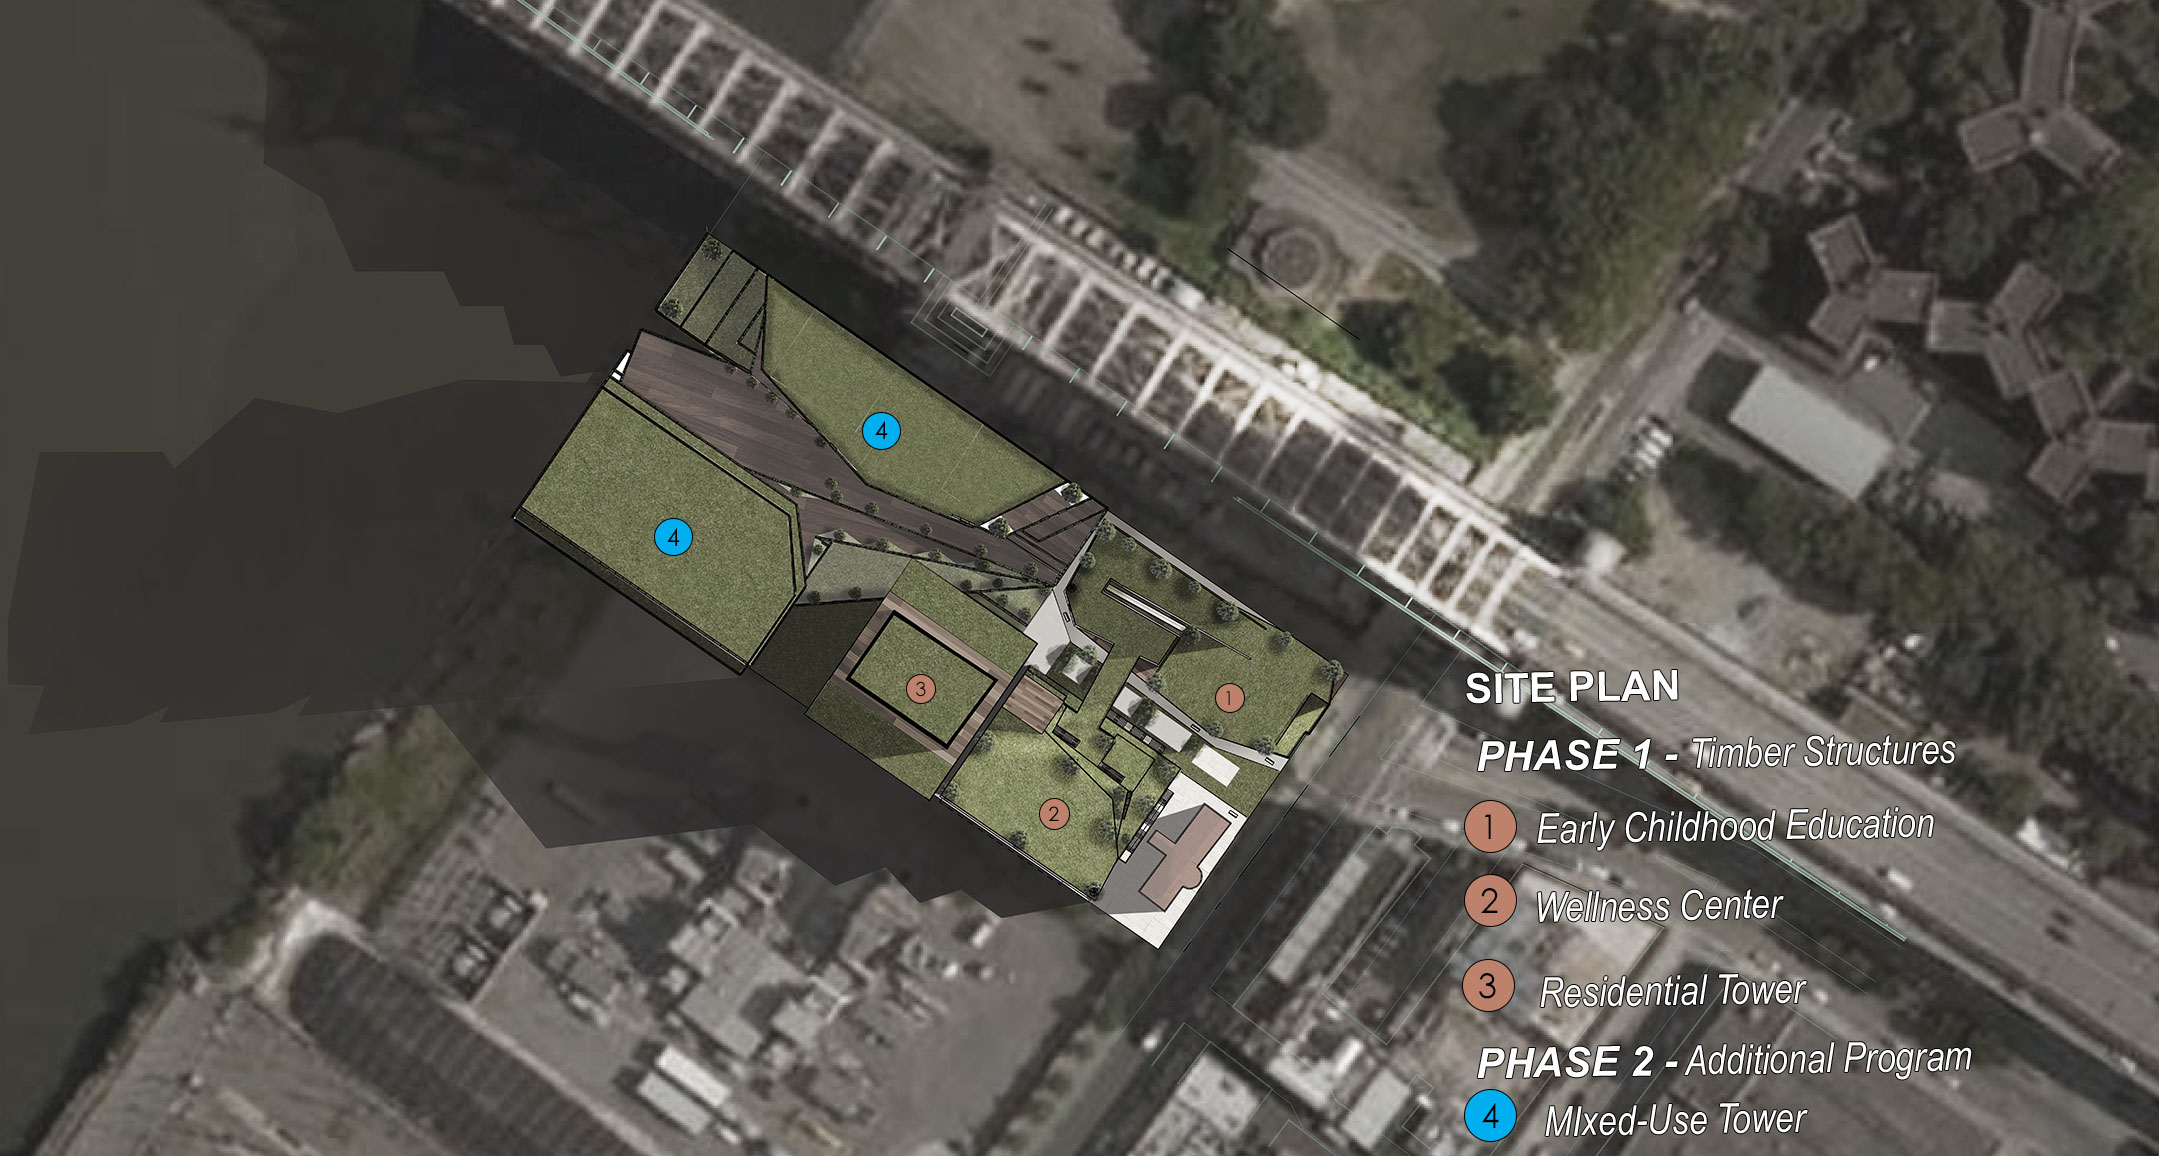 4
4
3
1
2
SITE PLAN
PHASE 1 - Timber Structures
1 Early Childhood Education
2 Wellness Center
3 Residential Tower
PHASE 2 - Additional Program
4 MIxed-Use Tower